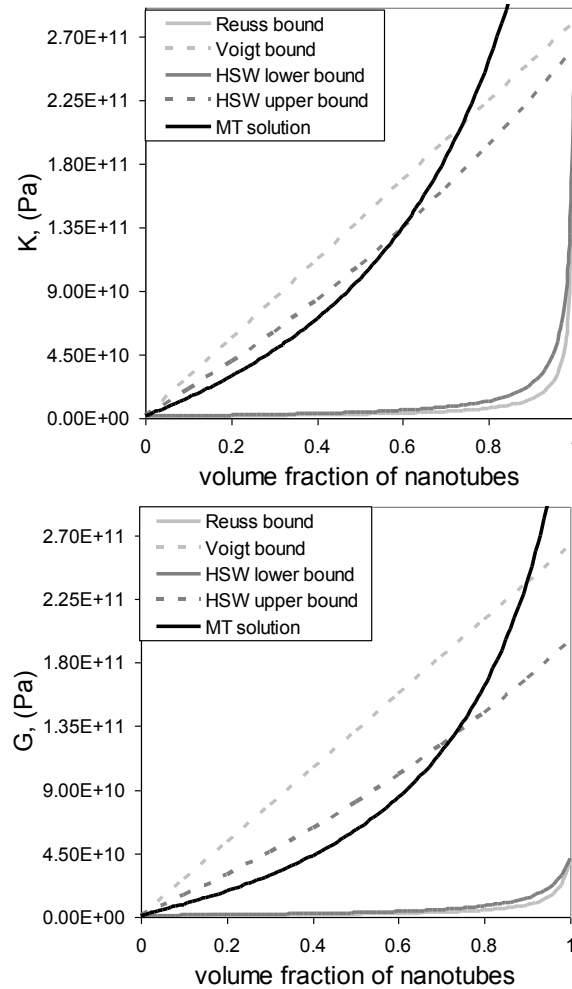 Reuss bound
Voigt bound
HSW lower bound
HSW upper bound
MT solution
2.70E+11
2.25E+11
1.80E+11
1.35E+11
9.00E+10
4.50E+10
0.00E+00
K, (Pa)
0 0.2 0.4 0.6 0.8 1
volume fraction of nanotubes
Reuss bound
Voigt bound
HSW lower bound
HSW upper bound
MT solution
2.70E+11
2.25E+11
1.80E+11
1.35E+11
9.00E+10
4.50E+10
0.00E+00
G, (Pa)
0 0.2 0.4 0.6 0.8 1
volume fraction of nanotubes